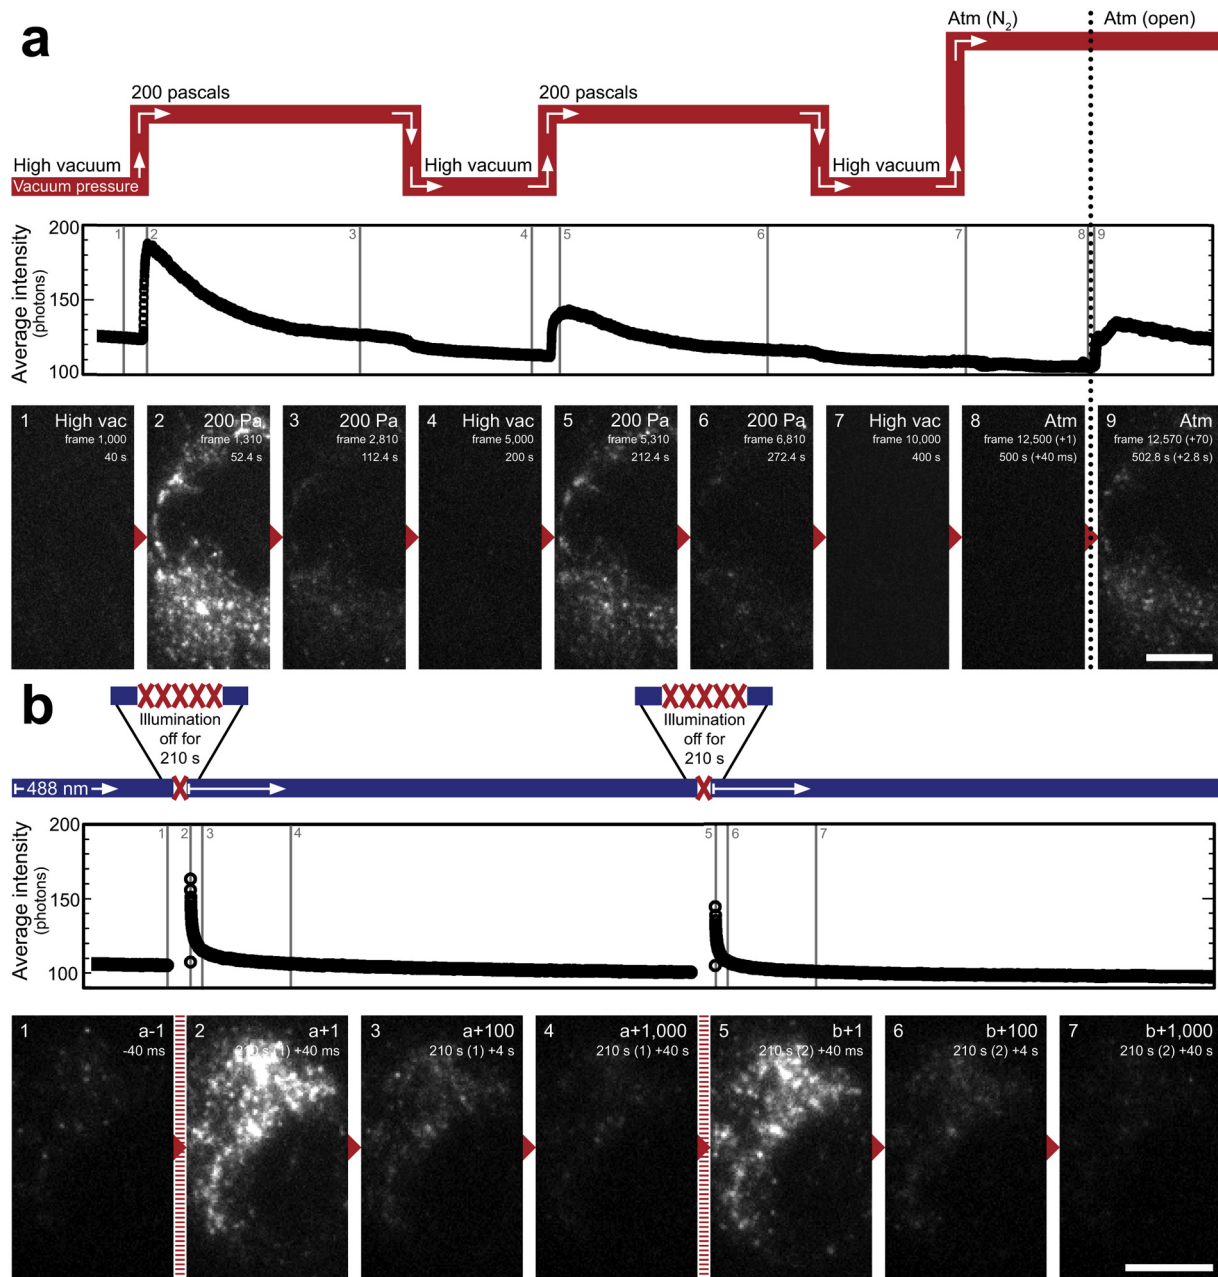 a
Atm (N2)
Atm (open)
200 pascals
200 pascals
High vacuum
High vacuum
High vacuum
Vacuum pressure
Average intensity
(photons)
200
150
100
1
2
3
4
5
6
7
8
9
1 High vac
frame 1,000
40 s
2 200 Pa
frame 1,310
52.4 s
3 200 Pa
frame 2,810
112.4 s
4 High vac
frame 5,000
200 s
5 200 Pa
frame 5,310
212.4 s
6 200 Pa
frame 6,810
272.4 s
7 High vac
frame 10,000
400 s
8 Atm
frame 12,500 (+1)
500 s (+40 ms)
9 Atm
frame 12,570 (+70)
502.8 s (+2.8 s)
b
Illumination
off for
210 s
Illumination
off for
210 s
488 nm
Average intensity
(photons)
200
150
100
1
2
3
4
5
6
7
1 a-1
-40 ms
2 a+1
210 s (1) +40 ms
3 a+100
210 s (1) +4 s
4 a+1,000
210 s (1) +40 s
5 b+1
210 s (2) +40 ms
6 b+100
210 s (2) +4 s
7 b+1,000
210 s (2) +40 s